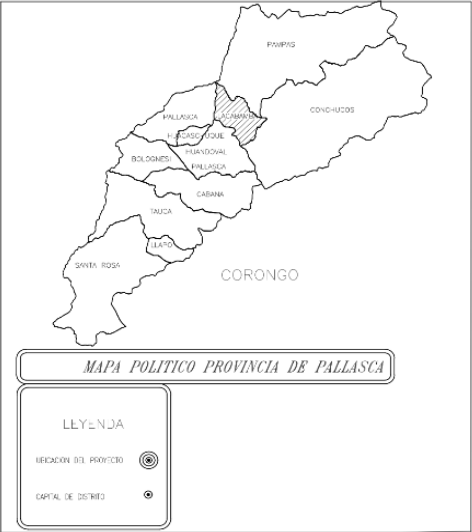 PAMPAS
CONCHUCOS
LACABAMBA
PALLASCA
HUACASCHUQUE
HUANDOVAL
BOLOGNESI
PALLASCA
CABANA
TAUCA
LLAPO
SANTA ROSA
CORONGO
MAPA POLITICO PROVINCIA DE PALLASCA
LEYENDA
UBICACION DEL PROYECTO
CAPITAL DE DISTRITO